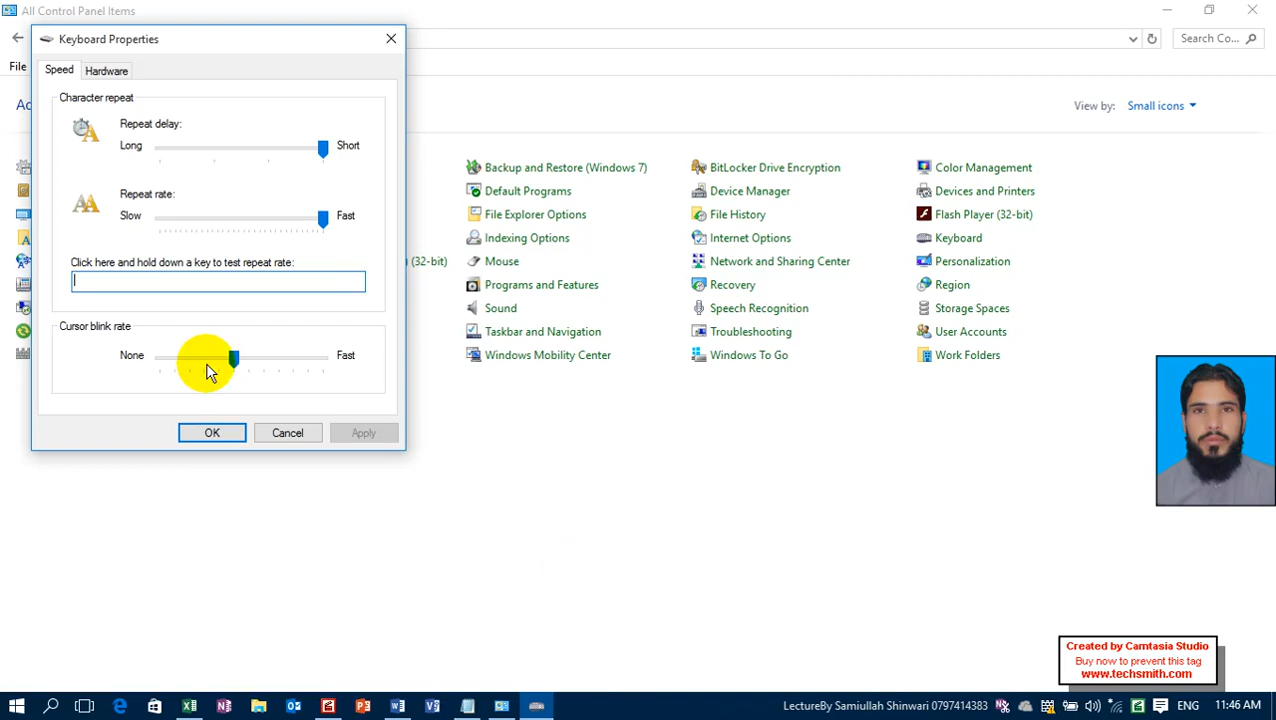 All Control Panel Items
Keyboard Properties
Search Co...
File
Speed
Hardware
Character repeat
Repeat delay:
Long
Short
Repeat rate:
Slow
Fast
Click here and hold down a key to test repeat rate:
Cursor blink rate
None
Fast
OK
Cancel
Apply
View by:
Small icons
Backup and Restore (Windows 7)
BitLocker Drive Encryption
Color Management
Default Programs
Device Manager
Devices and Printers
File Explorer Options
File History
Flash Player (32-bit)
Indexing Options
Internet Options
Keyboard
(32-bit)
Mouse
Network and Sharing Center
Personalization
Programs and Features
Recovery
Region
Sound
Speech Recognition
Storage Spaces
Taskbar and Navigation
Troubleshooting
User Accounts
Windows Mobility Center
Windows To Go
Work Folders
Created by Camtasia Studio
Buy now to prevent this tag
www.techsmith.com
LectureBy Samiullah Shinwari 0797414383
ENG
11:46 AM